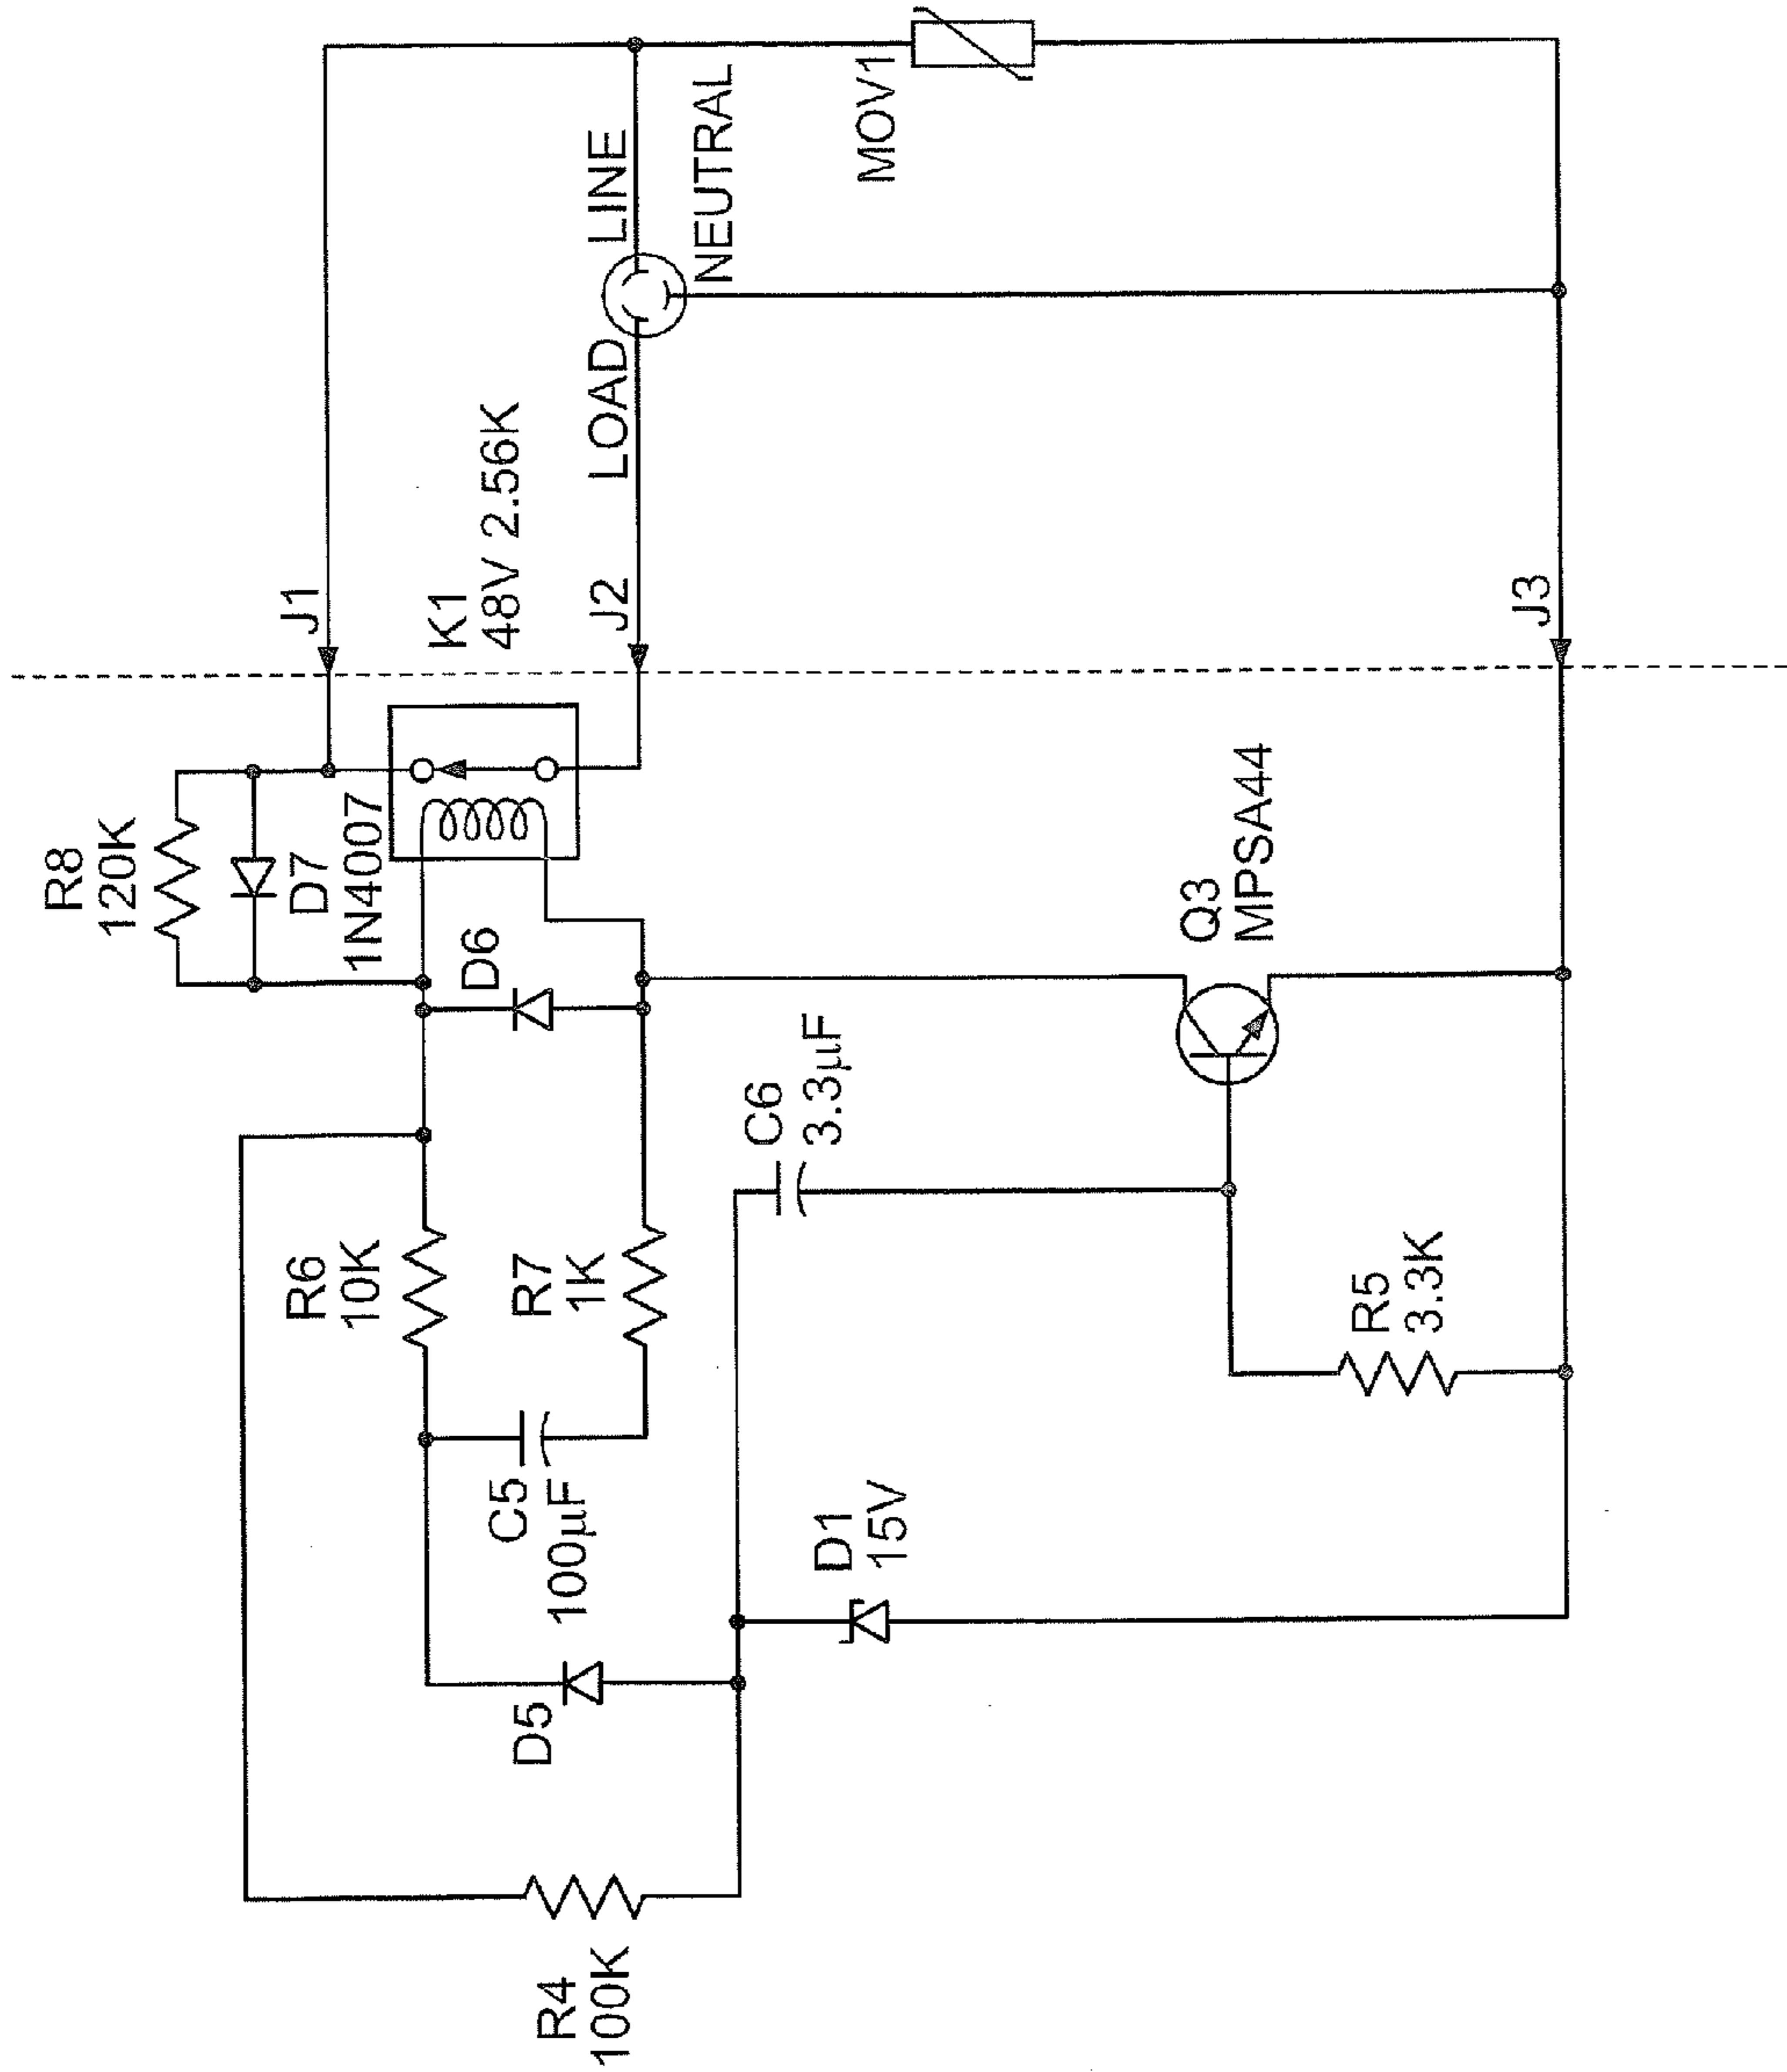 R4
100K
D5
C5
100μF
D1
15V
R6
10K
R7
1K
R5
3.3K
C6
3.3μF
D6
Q3
MPSA44
R8
120K
D7
1N4007
K1
48V 2.56K
J1
J2
J3
LOAD
LINE
NEUTRAL
MOV1